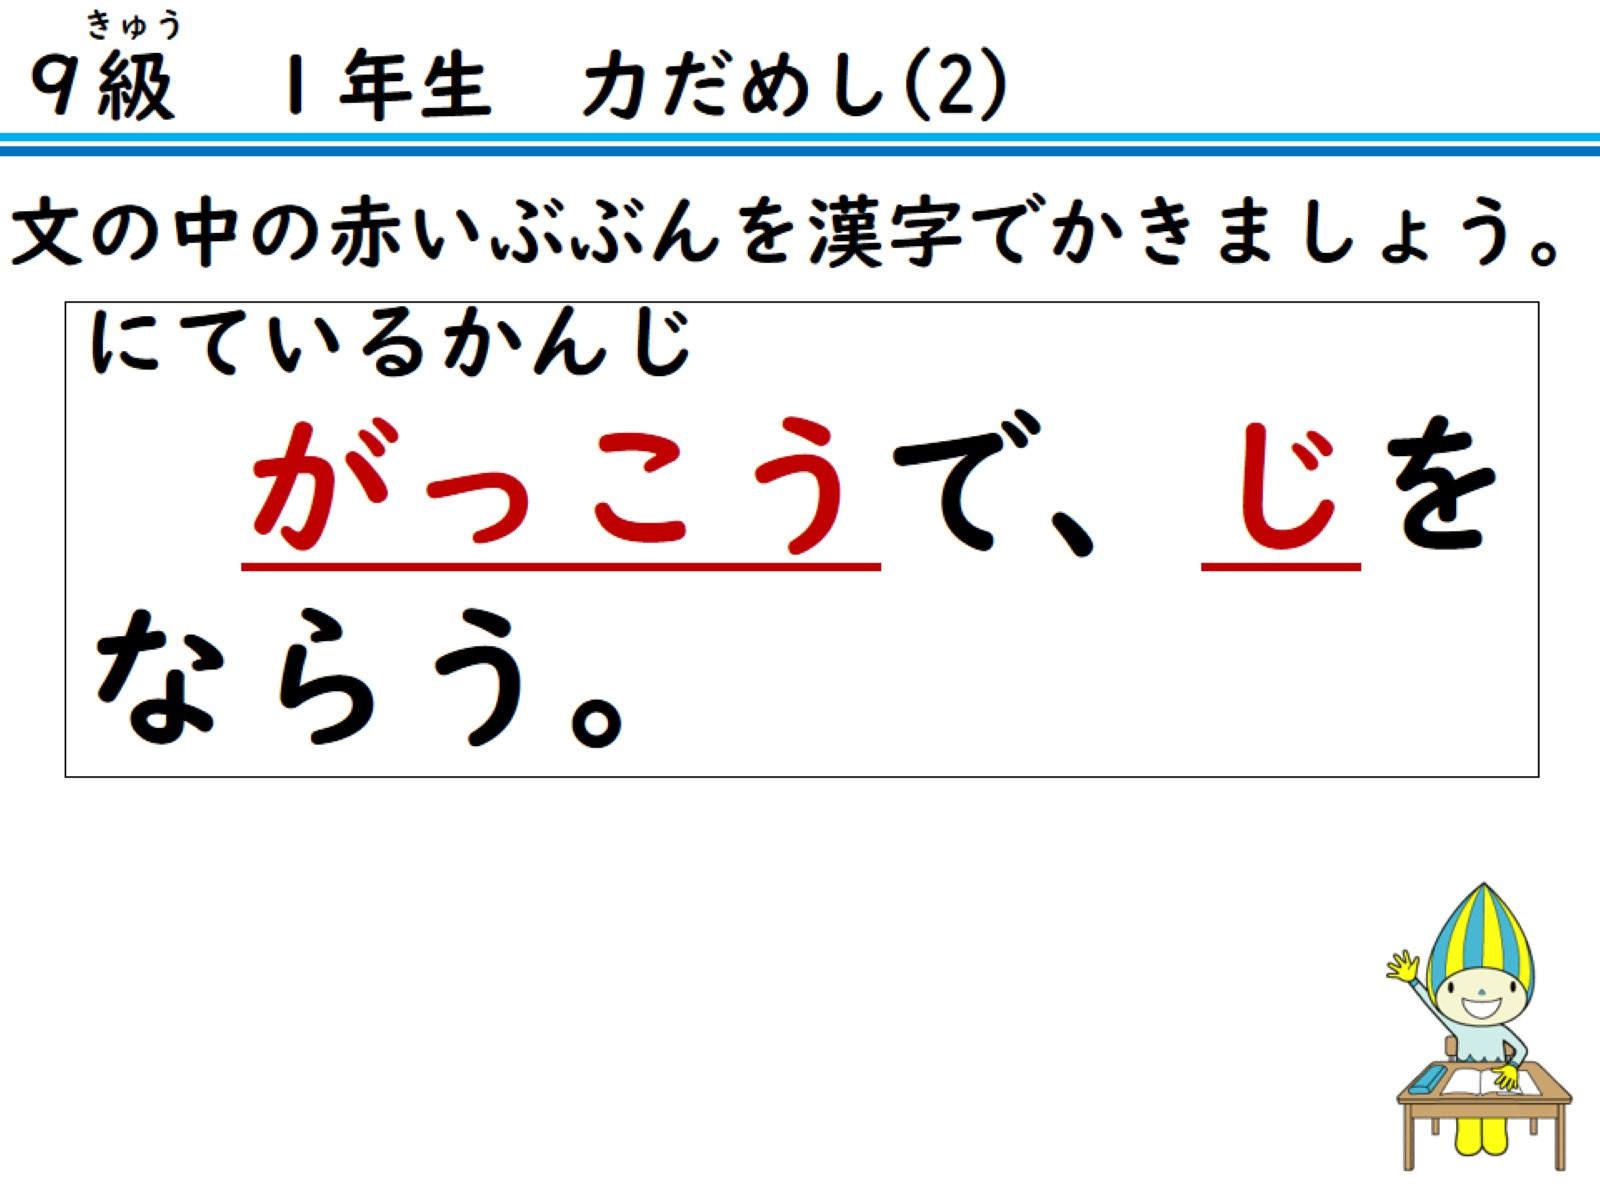 きゅう
9級　1年生　力だめし(2)
文の中の赤いぶぶんを漢字でかきましょう。
にているかんじ
がっこうで、じを
ならう。